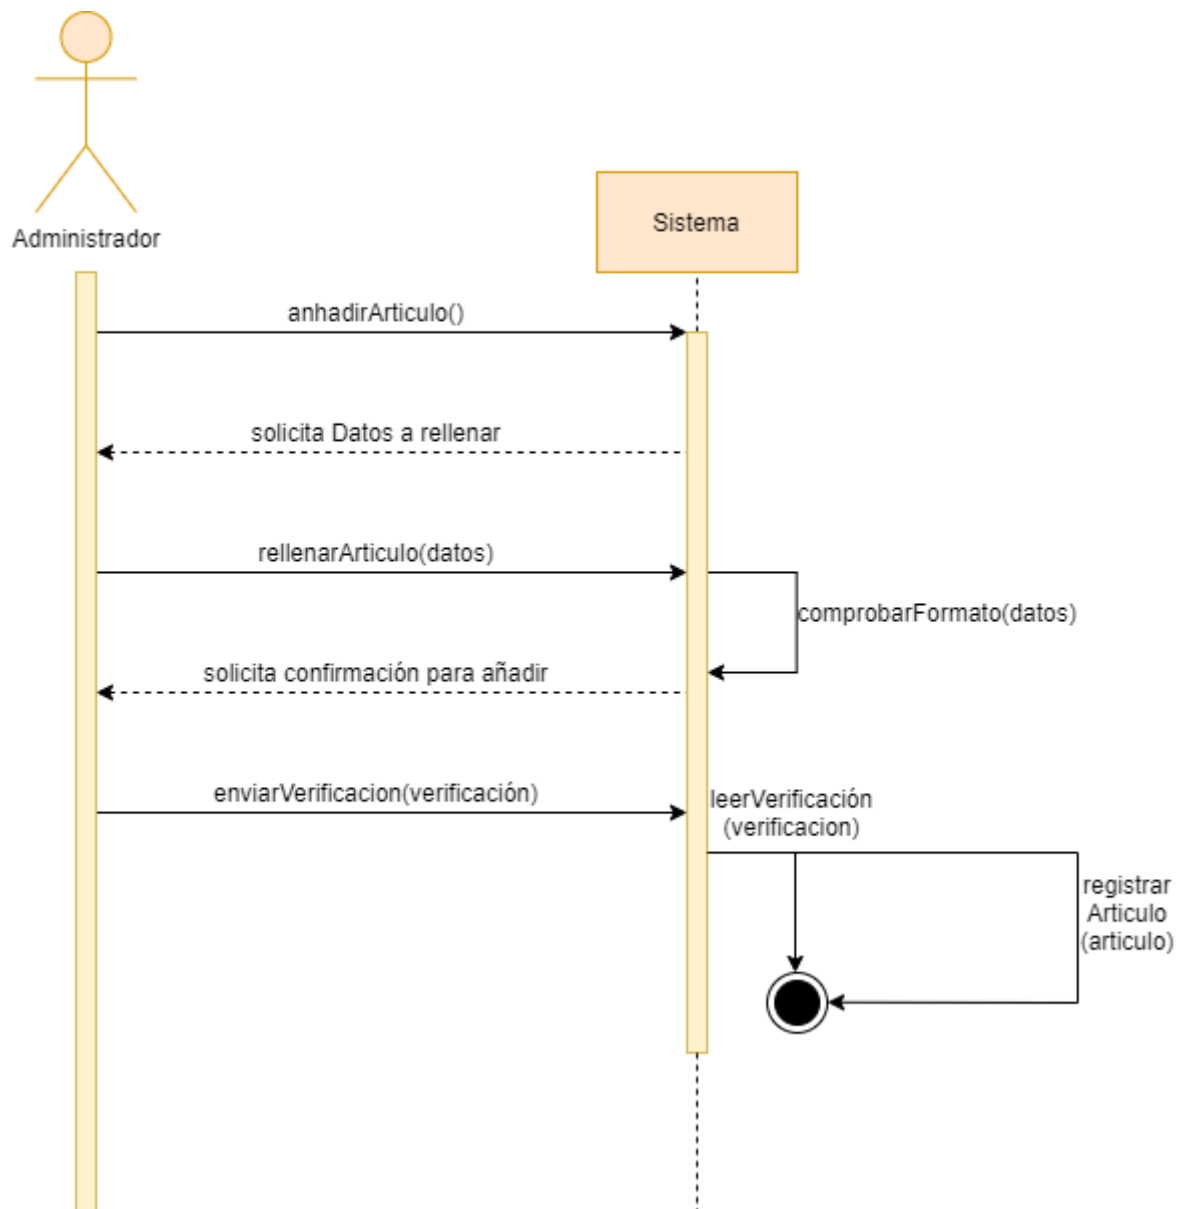 Administrador
Sistema
anhadirArticulo()
solicita Datos a rellenar
rellenarArticulo(datos)
comprobarFormato(datos)
solicita confirmación para añadir
enviarVerificacion(verificación)
leerVerificación
(verificacion)
registrar
Articulo
(articulo)